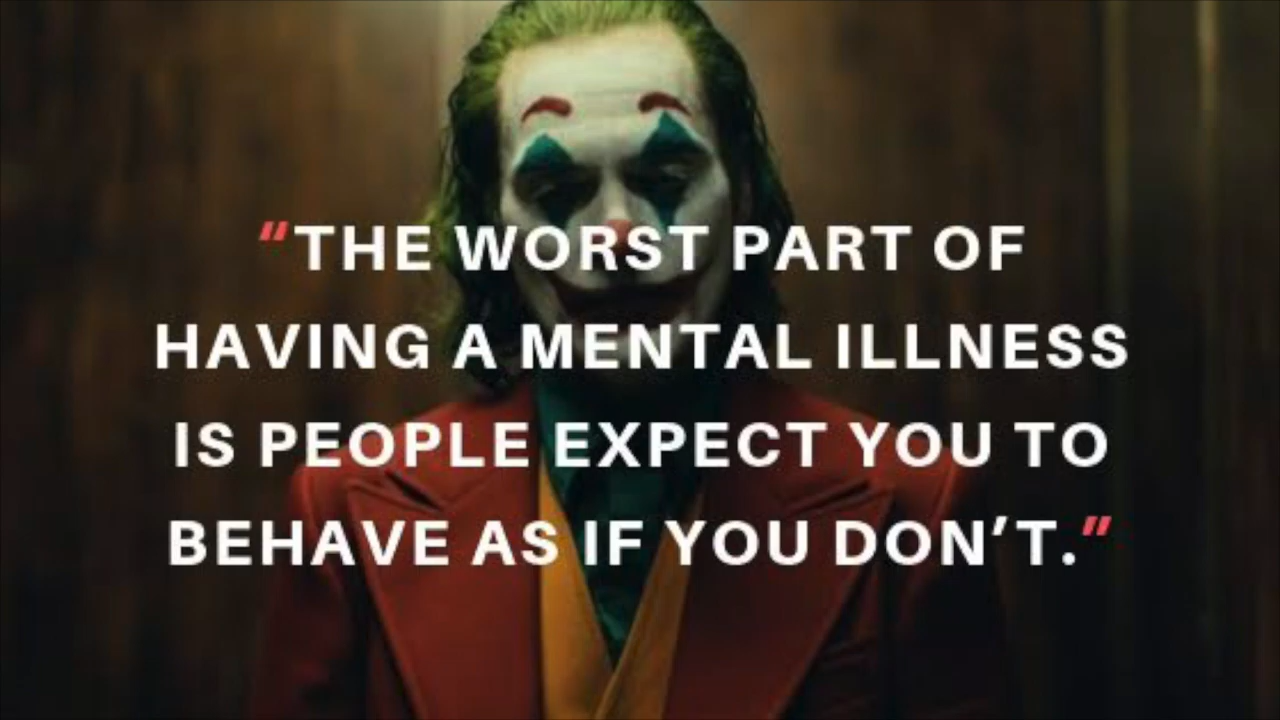 “THE WORST PART OF
HAVING A MENTAL ILLNESS
IS PEOPLE EXPECT YOU TO
BEHAVE AS IF YOU DON’T.”